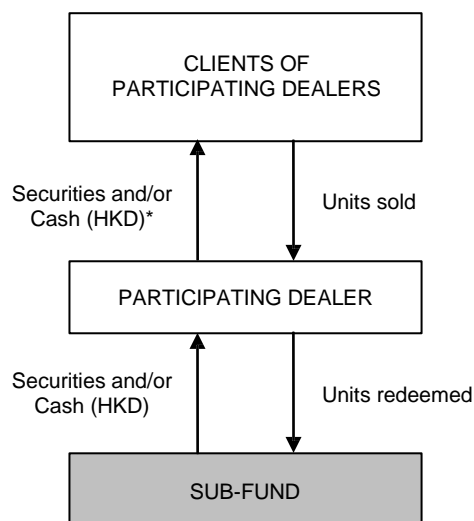 CLIENTS OF
PARTICIPATING DEALERS
Securities and/or
Cash (HKD)*
Units sold
PARTICIPATING DEALER
Securities and/or
Cash (HKD)
Units redeemed
SUB-FUND